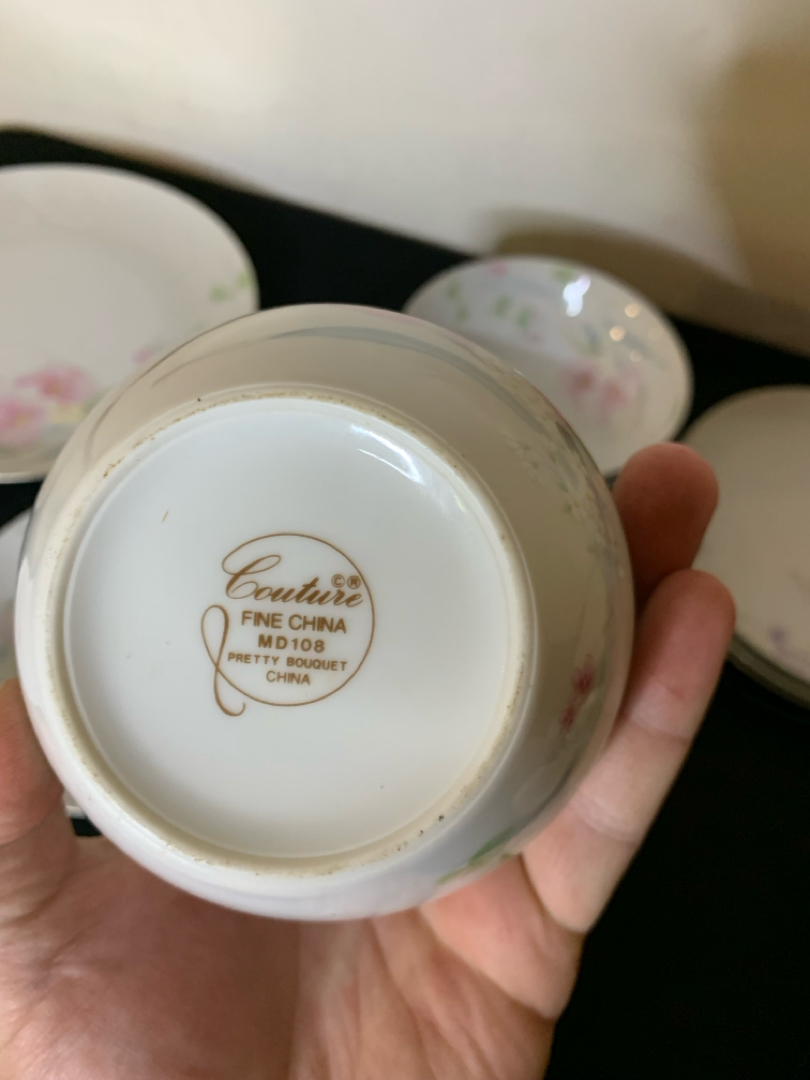 Couture ©®
FINE CHINA
MD108
PRETTY BOUQUET
CHINA